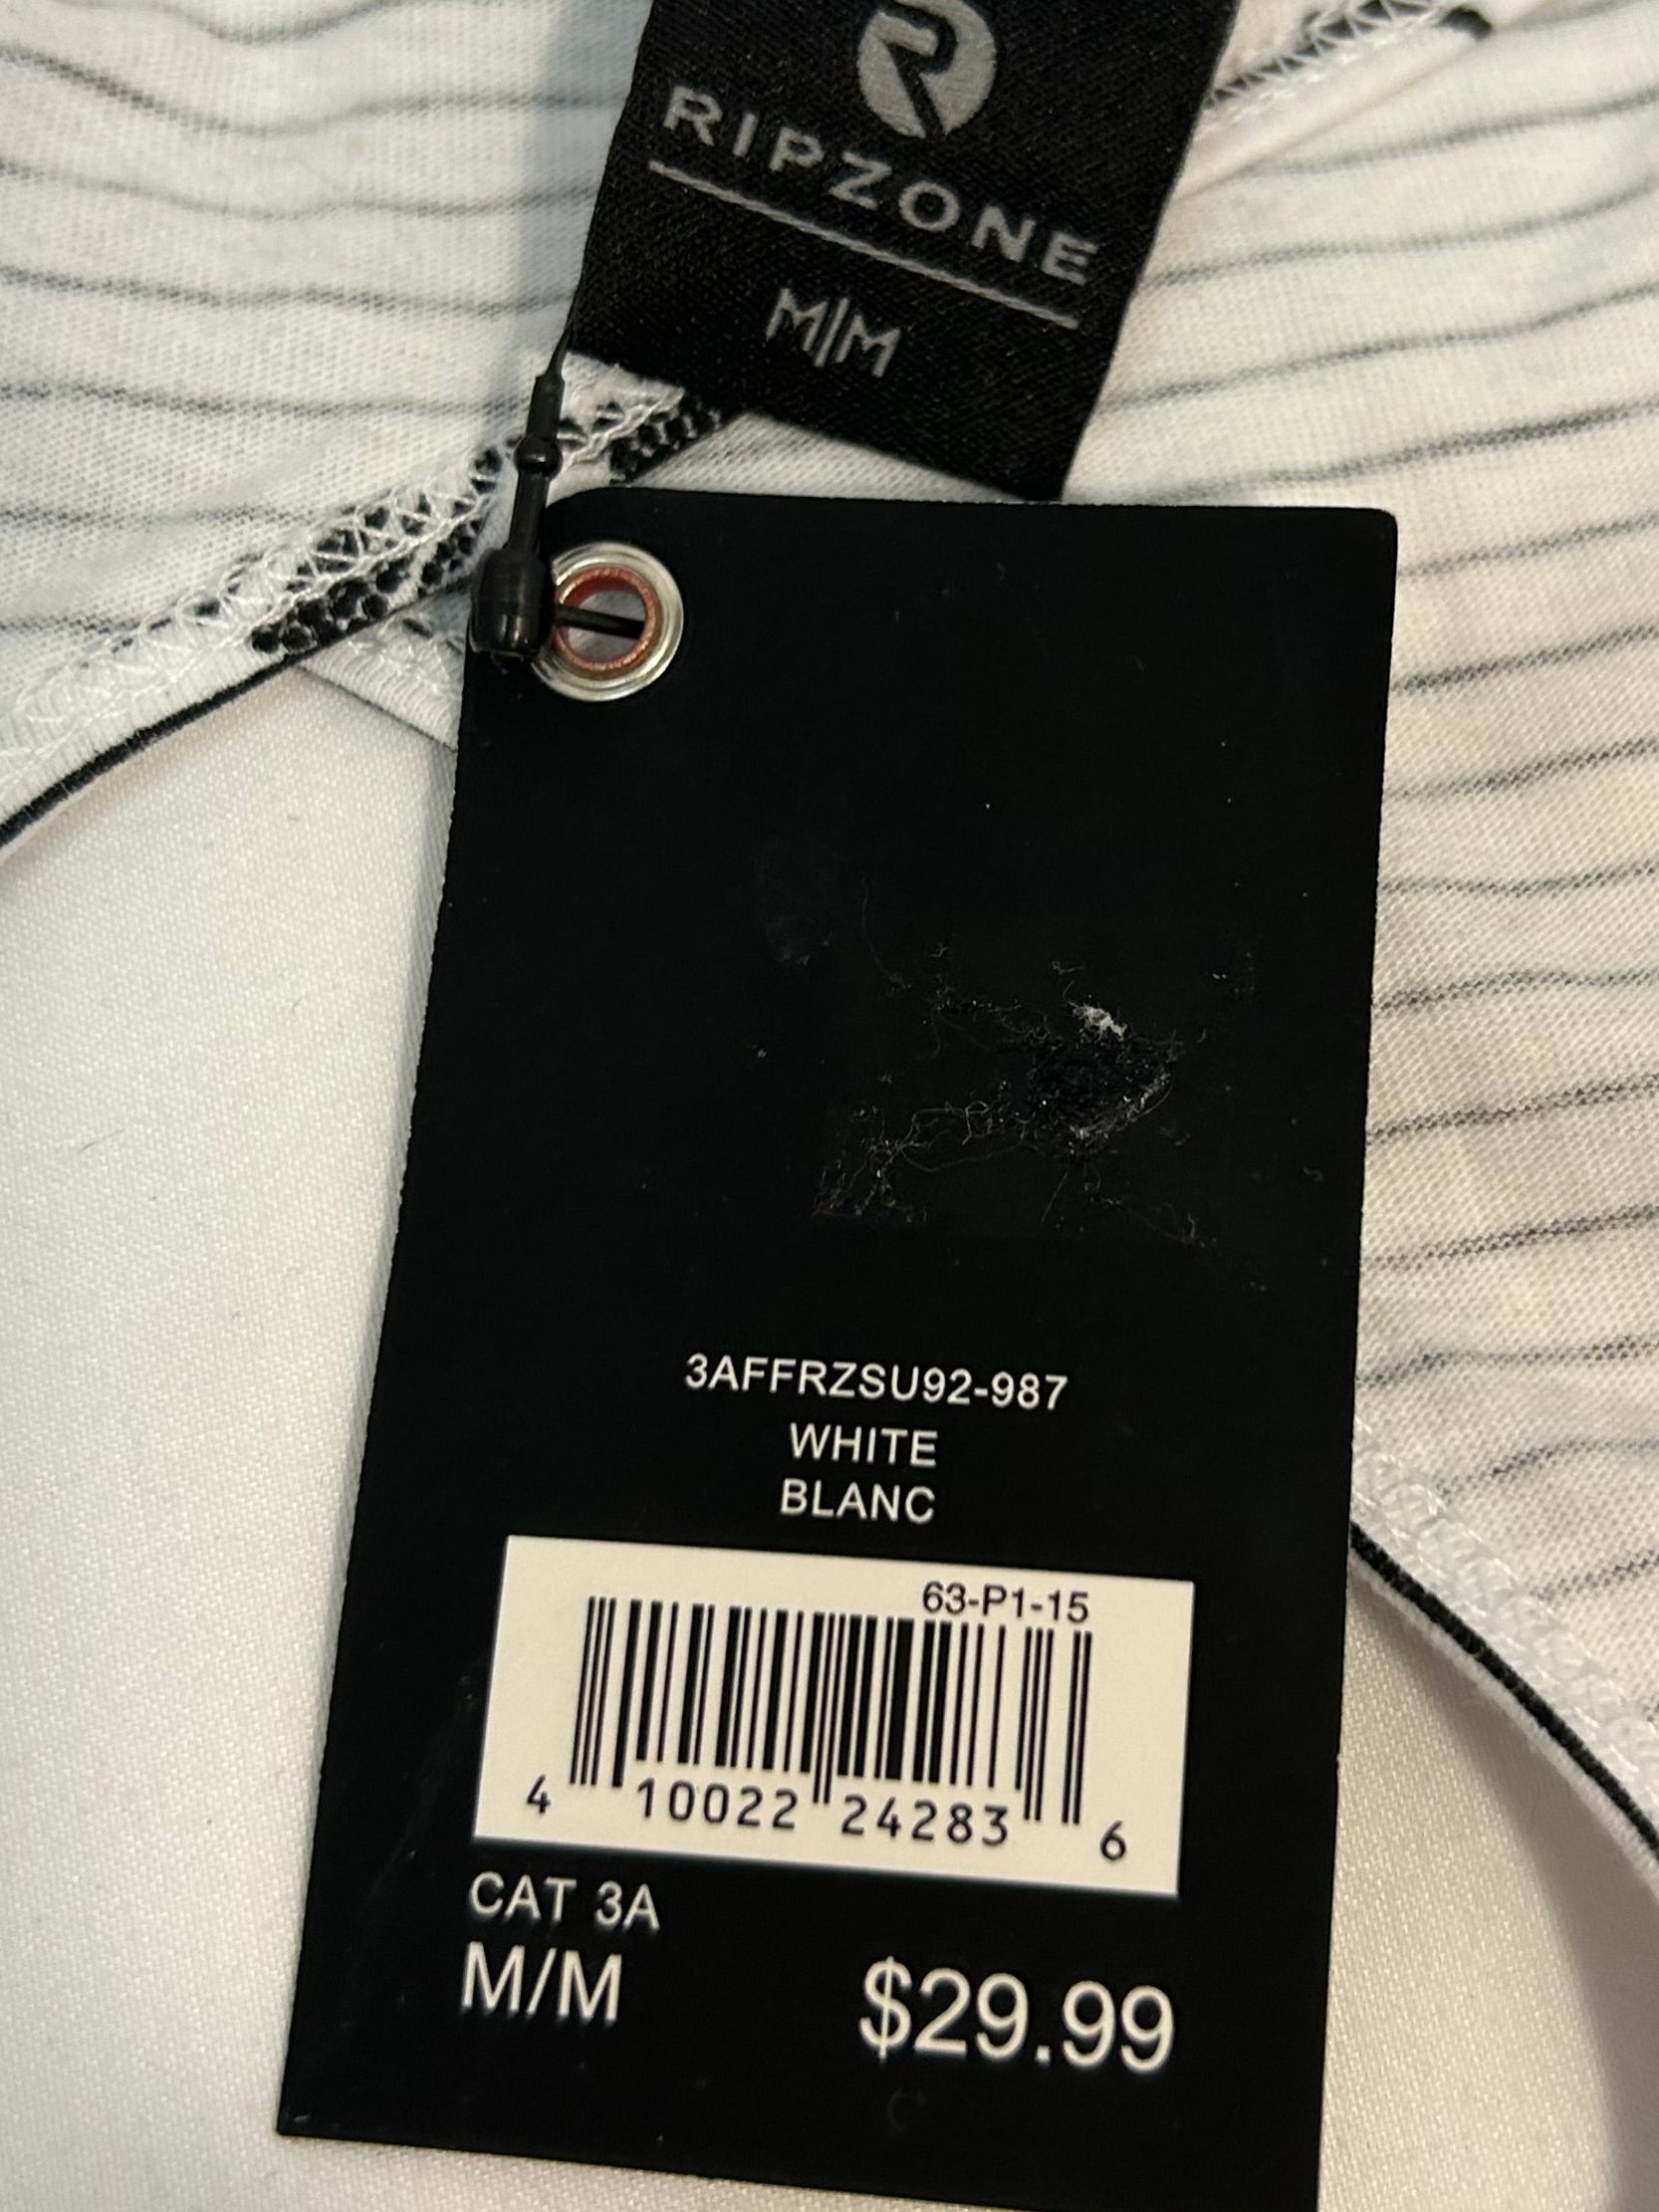 RIPZONE
M|M
3AFFRZSU92-987
WHITE
BLANC
63-P1-15
4 10022 24283 6
CAT 3A
M/M
$29.99